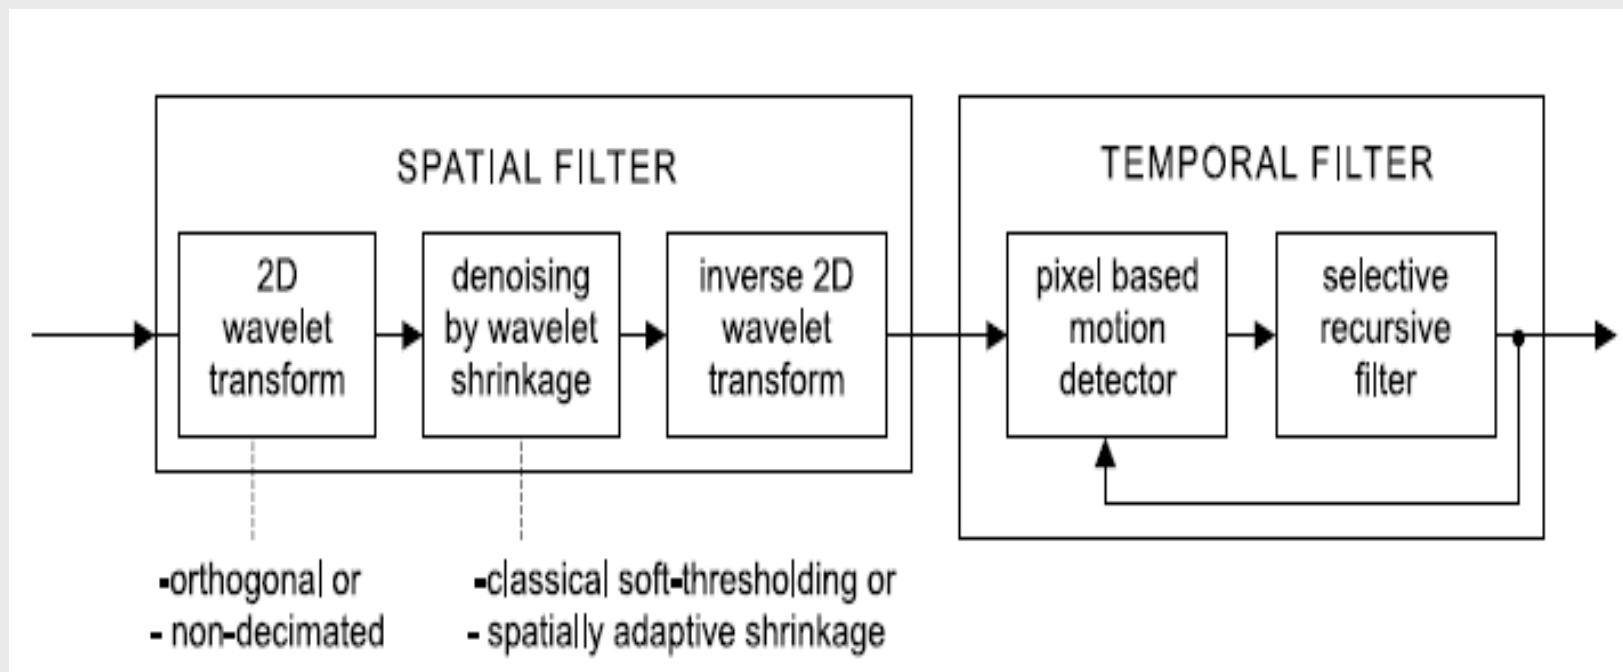 SPATIAL FILTER
TEMPORAL FILTER
2D
wavelet
transform
denoising
by wavelet
shrinkage
inverse 2D
wavelet
transform
pixel based
motion
detector
selective
recursive
filter
-orthogonal or
- non-decimated
-classical soft-thresholding or
- spatially adaptive shrinkage